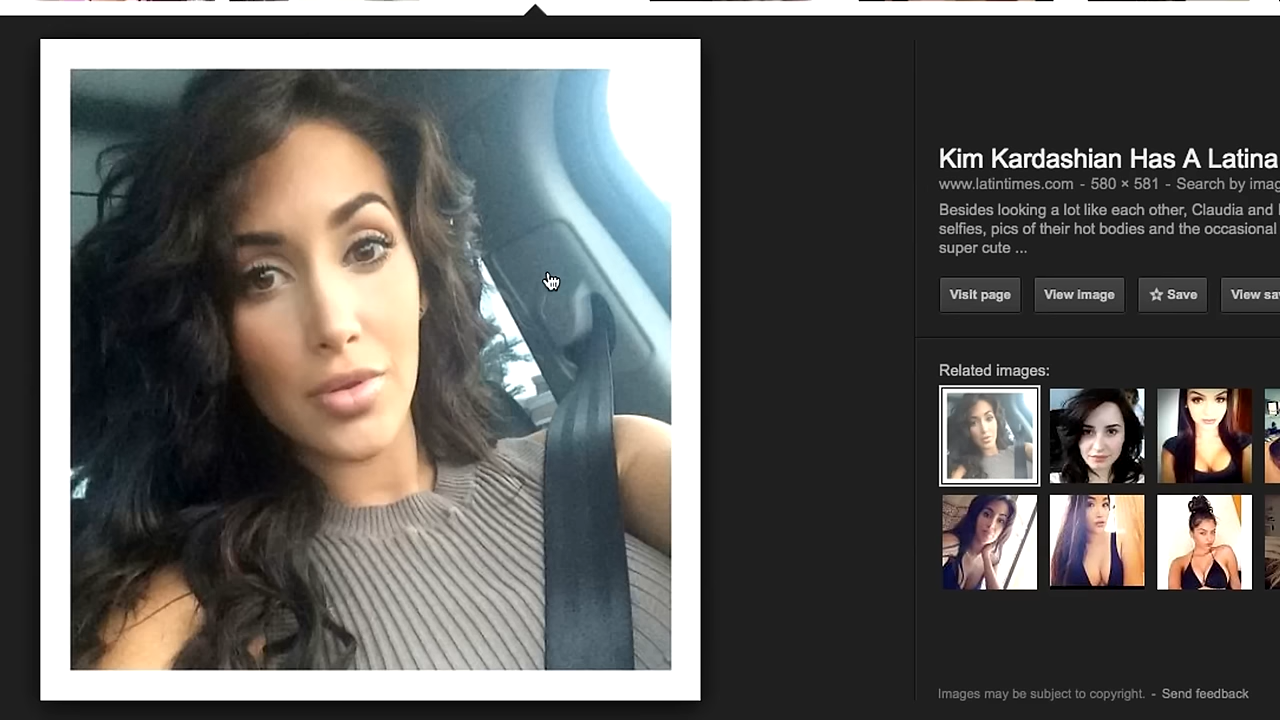 Kim Kardashian Has A Latina
www.latintimes.com - 580 × 581 - Search by imag
Besides looking a lot like each other, Claudia and
selfies, pics of their hot bodies and the occasional
super cute ...
Visit page
View image
Save
View sa
Related images:
Images may be subject to copyright. - Send feedback